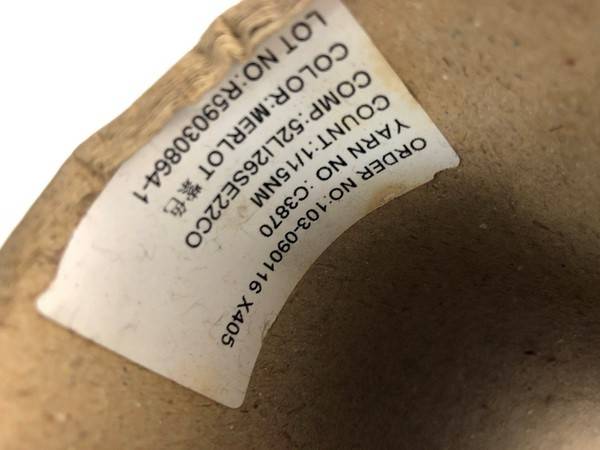 ORDER NO:103-090116 X405
YARN NO :C3870
COUNT:1/15NM
COMP:52LI26SE22CO
COLOR:MERLOT 紫色
LOT NO:R59030864-1